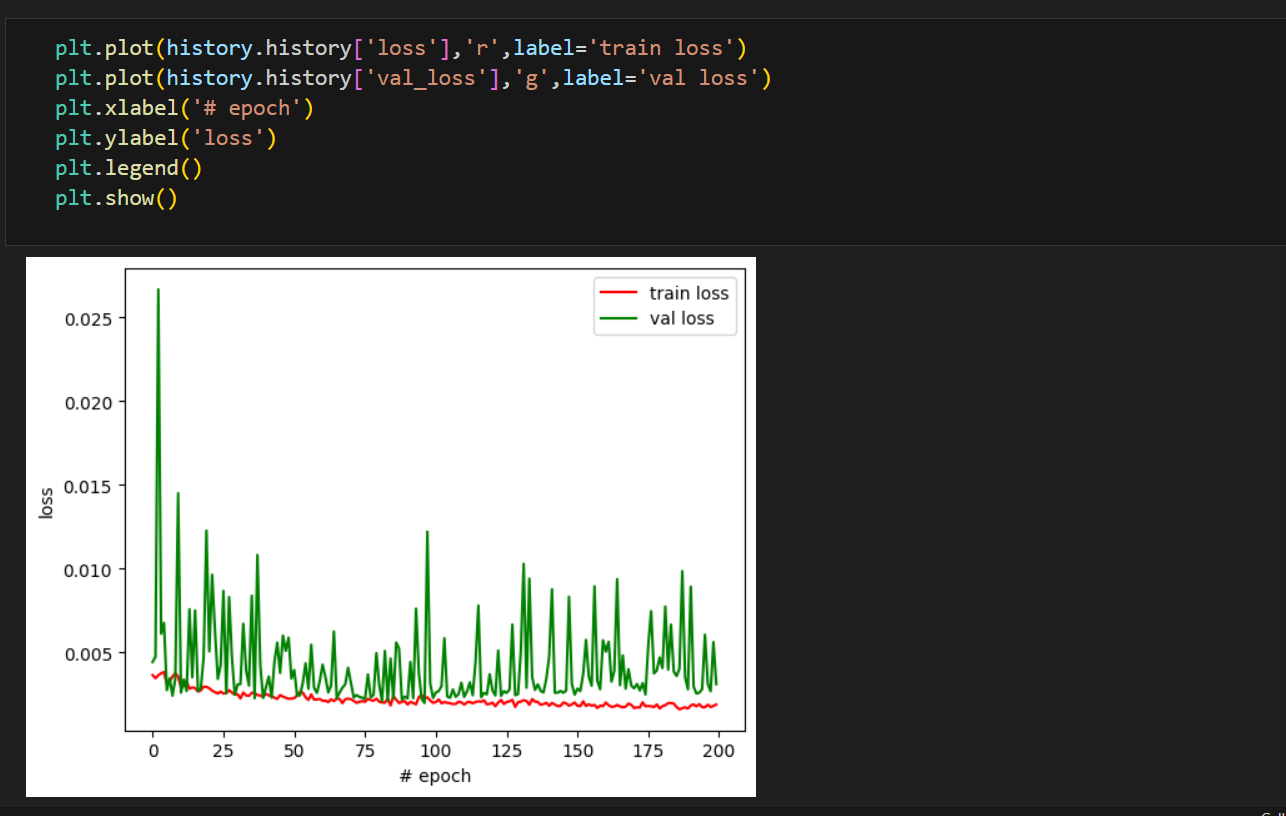 plt.plot(history.history['loss'],'r',label='train loss')
plt.plot(history.history['val_loss'],'g',label='val loss')
plt.xlabel('# epoch')
plt.ylabel('loss')
plt.legend()
plt.show()
train loss
val loss
0.025
0.020
0.015
0.010
0.005
loss
0 25 50 75 100 125 150 175 200
# epoch